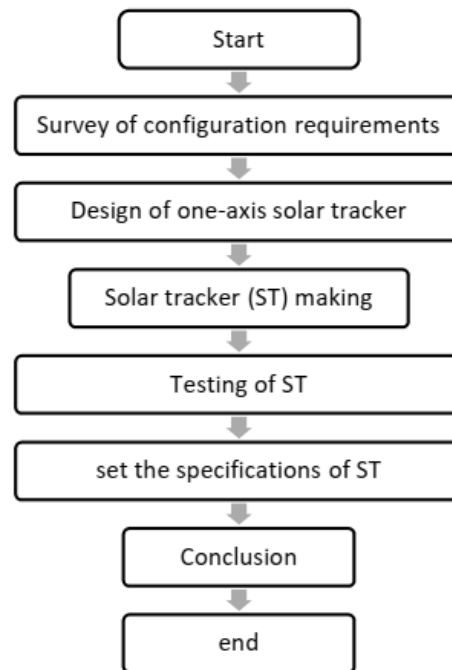 Start
Survey of configuration requirements
Design of one-axis solar tracker
Solar tracker (ST) making
Testing of ST
set the specifications of ST
Conclusion
end